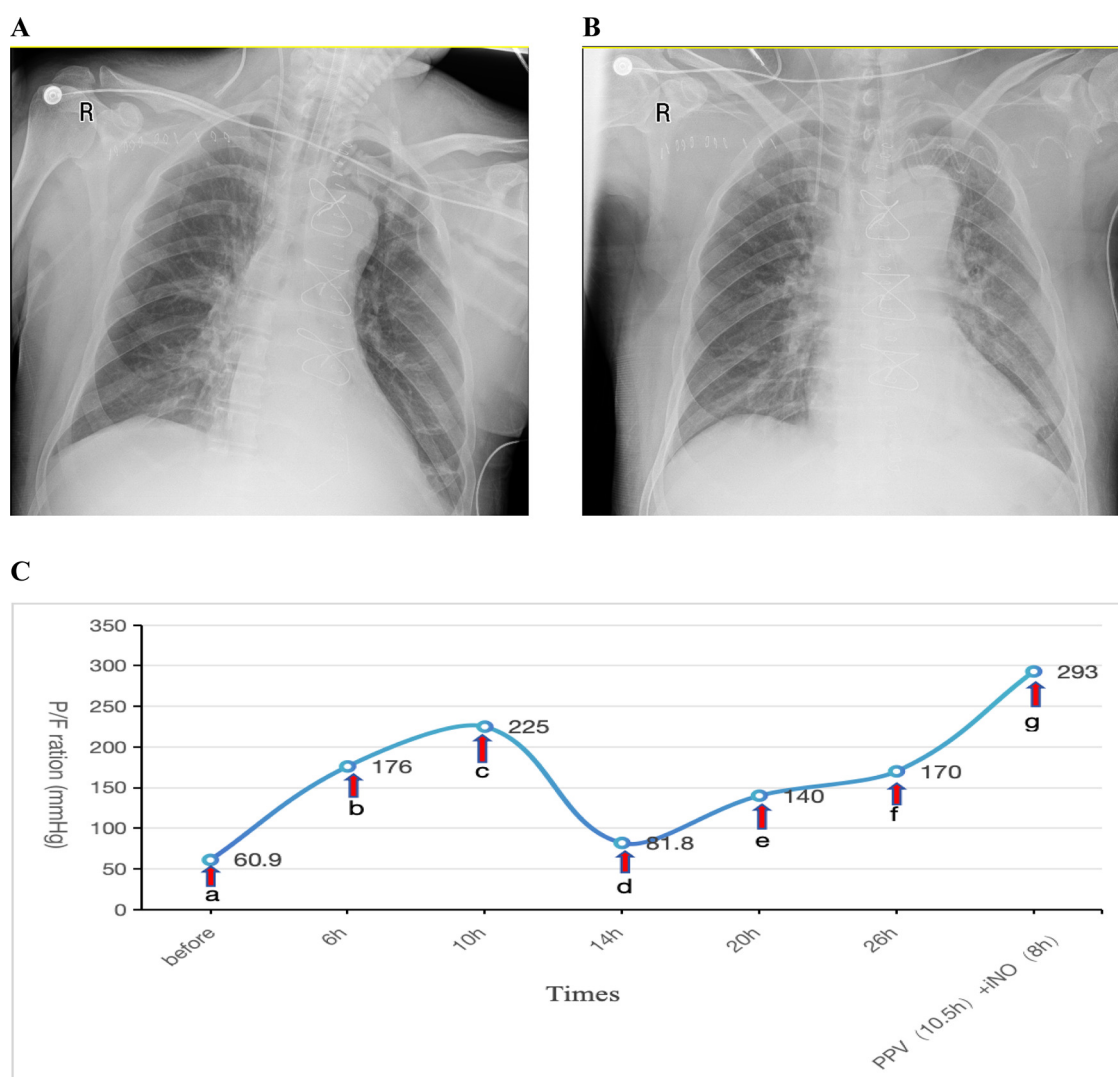 A
B
R
R
C
350
300
250
200
150
100
50
0
P/F ration (mmHg)
60.9
176
225
81.8
140
170
293
a
b
c
d
e
f
g
before
6h
10h
14h
20h
26h
PPV（10.5h）+iNO（8h）
Times